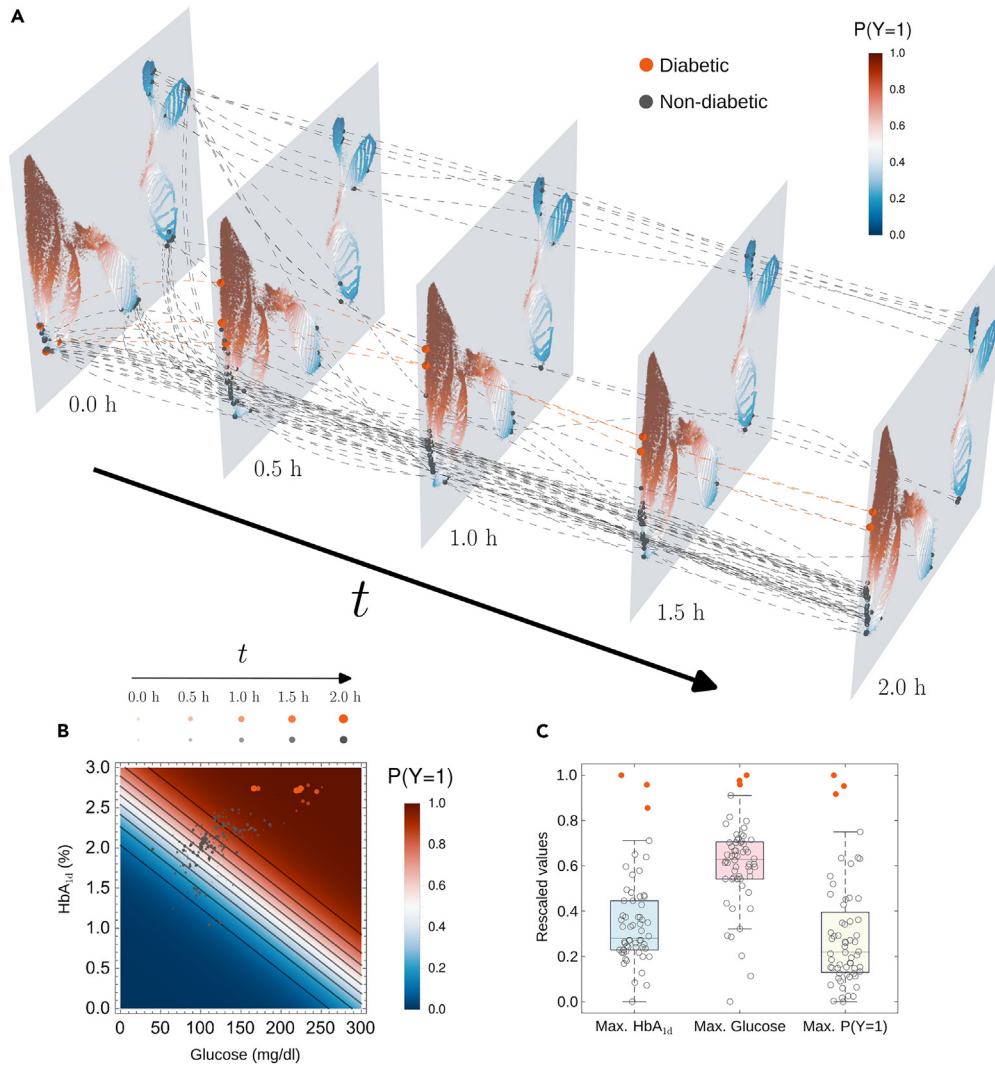 A
P(Y=1)
Diabetic
Non-diabetic
1.0
0.8
0.6
0.4
0.2
0.0
0.0 h
0.5 h
1.0 h
1.5 h
2.0 h
t
t
0.0 h 0.5 h 1.0 h 1.5 h 2.0 h
B
HbA1d (%)
3.0
2.5
2.0
1.5
1.0
0.5
0.0
0 50 100 150 200 250 300
Glucose (mg/dl)
P(Y=1)
1.0
0.8
0.6
0.4
0.2
0.0
C
Rescaled values
1.0
0.8
0.6
0.4
0.2
0.0
Max. HbA1d Max. Glucose Max. P(Y=1)